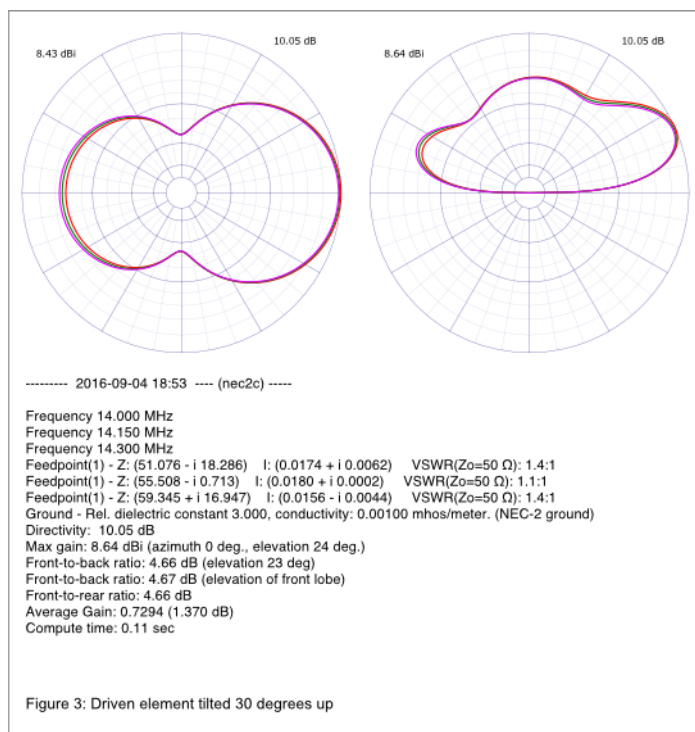 8.43 dBi
10.05 dB
8.64 dBi
10.05 dB
--------- 2016-09-04 18:53 ---- (nec2c) -----
Frequency 14.000 MHz
Frequency 14.150 MHz
Frequency 14.300 MHz
Feedpoint(1) - Z: (51.076 - i 18.286) I: (0.0174 + i 0.0062) VSWR(Zo=50 Ω): 1.4:1
Feedpoint(1) - Z: (55.508 - i 0.713) I: (0.0180 + i 0.0002) VSWR(Zo=50 Ω): 1.1:1
Feedpoint(1) - Z: (59.345 + i 16.947) I: (0.0156 - i 0.0044) VSWR(Zo=50 Ω): 1.4:1
Ground - Rel. dielectric constant 3.000, conductivity: 0.00100 mhos/meter. (NEC-2 ground)
Directivity: 10.05 dB
Max gain: 8.64 dBi (azimuth 0 deg., elevation 24 deg.)
Front-to-back ratio: 4.66 dB (elevation 23 deg)
Front-to-back ratio: 4.67 dB (elevation of front lobe)
Front-to-rear ratio: 4.66 dB
Average Gain: 0.7294 (1.370 dB)
Compute time: 0.11 sec
Figure 3: Driven element tilted 30 degrees up